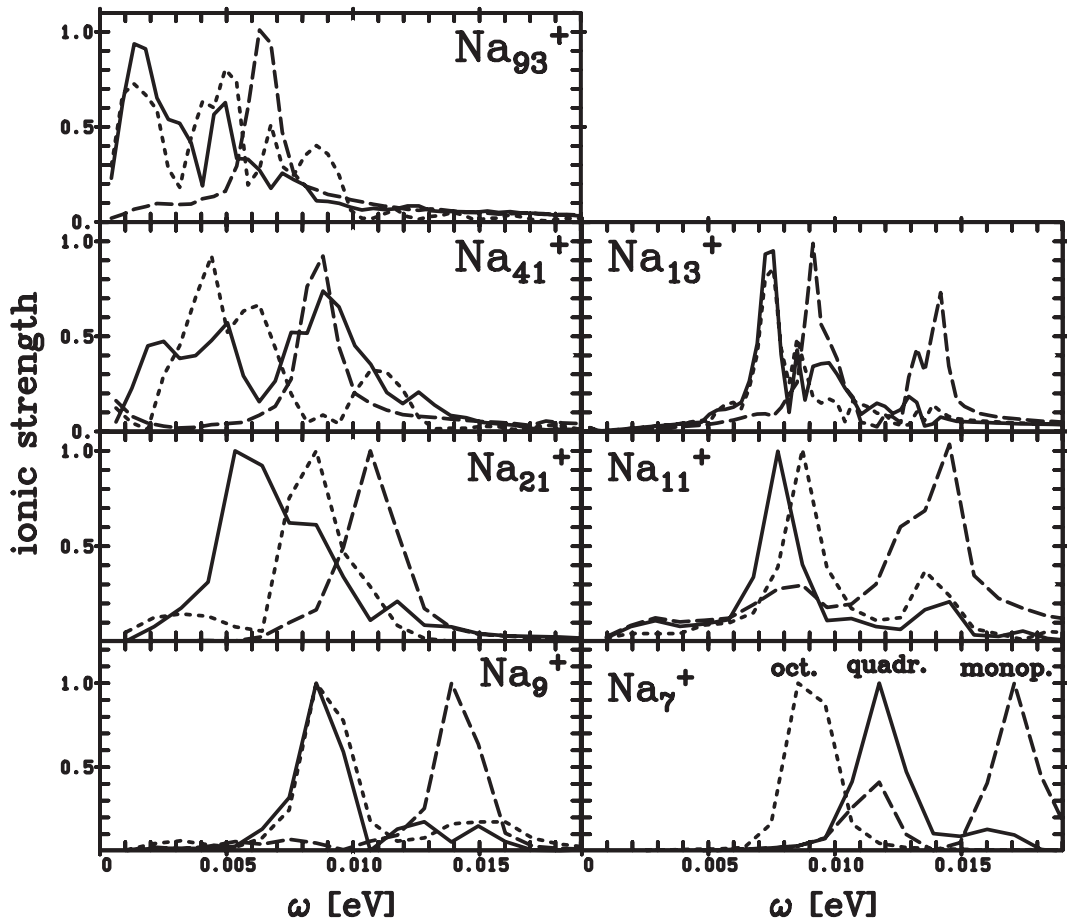 1.0
0.5
0.
Na93+
1.0
0.5
0.
Na41+
Na13+
1.0
0.5
Na21+
Na11+
1.0
0.5
Na9+
Na7+
oct. quadr. monop.
0 0.005 0.010 0.015
0.005 0.010 0.015
ω [eV]
ω [eV]
ionic strength